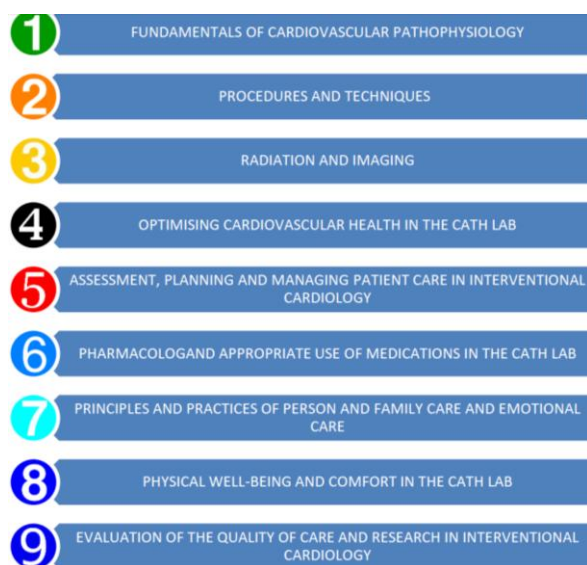 1 FUNDAMENTALS OF CARDIOVASCULAR PATHOPHYSIOLOGY
2 PROCEDURES AND TECHNIQUES
3 RADIATION AND IMAGING
4 OPTIMISING CARDIOVASCULAR HEALTH IN THE CATH LAB
5 ASSESSMENT, PLANNING AND MANAGING PATIENT CARE IN INTERVENTIONAL
CARDIOLOGY
6 PHARMACOLOGAND APPROPRIATE USE OF MEDICATIONS IN THE CATH LAB
7 PRINCIPLES AND PRACTICES OF PERSON AND FAMILY CARE AND EMOTIONAL
CARE
8 PHYSICAL WELL-BEING AND COMFORT IN THE CATH LAB
9 EVALUATION OF THE QUALITY OF CARE AND RESEARCH IN INTERVENTIONAL
CARDIOLOGY